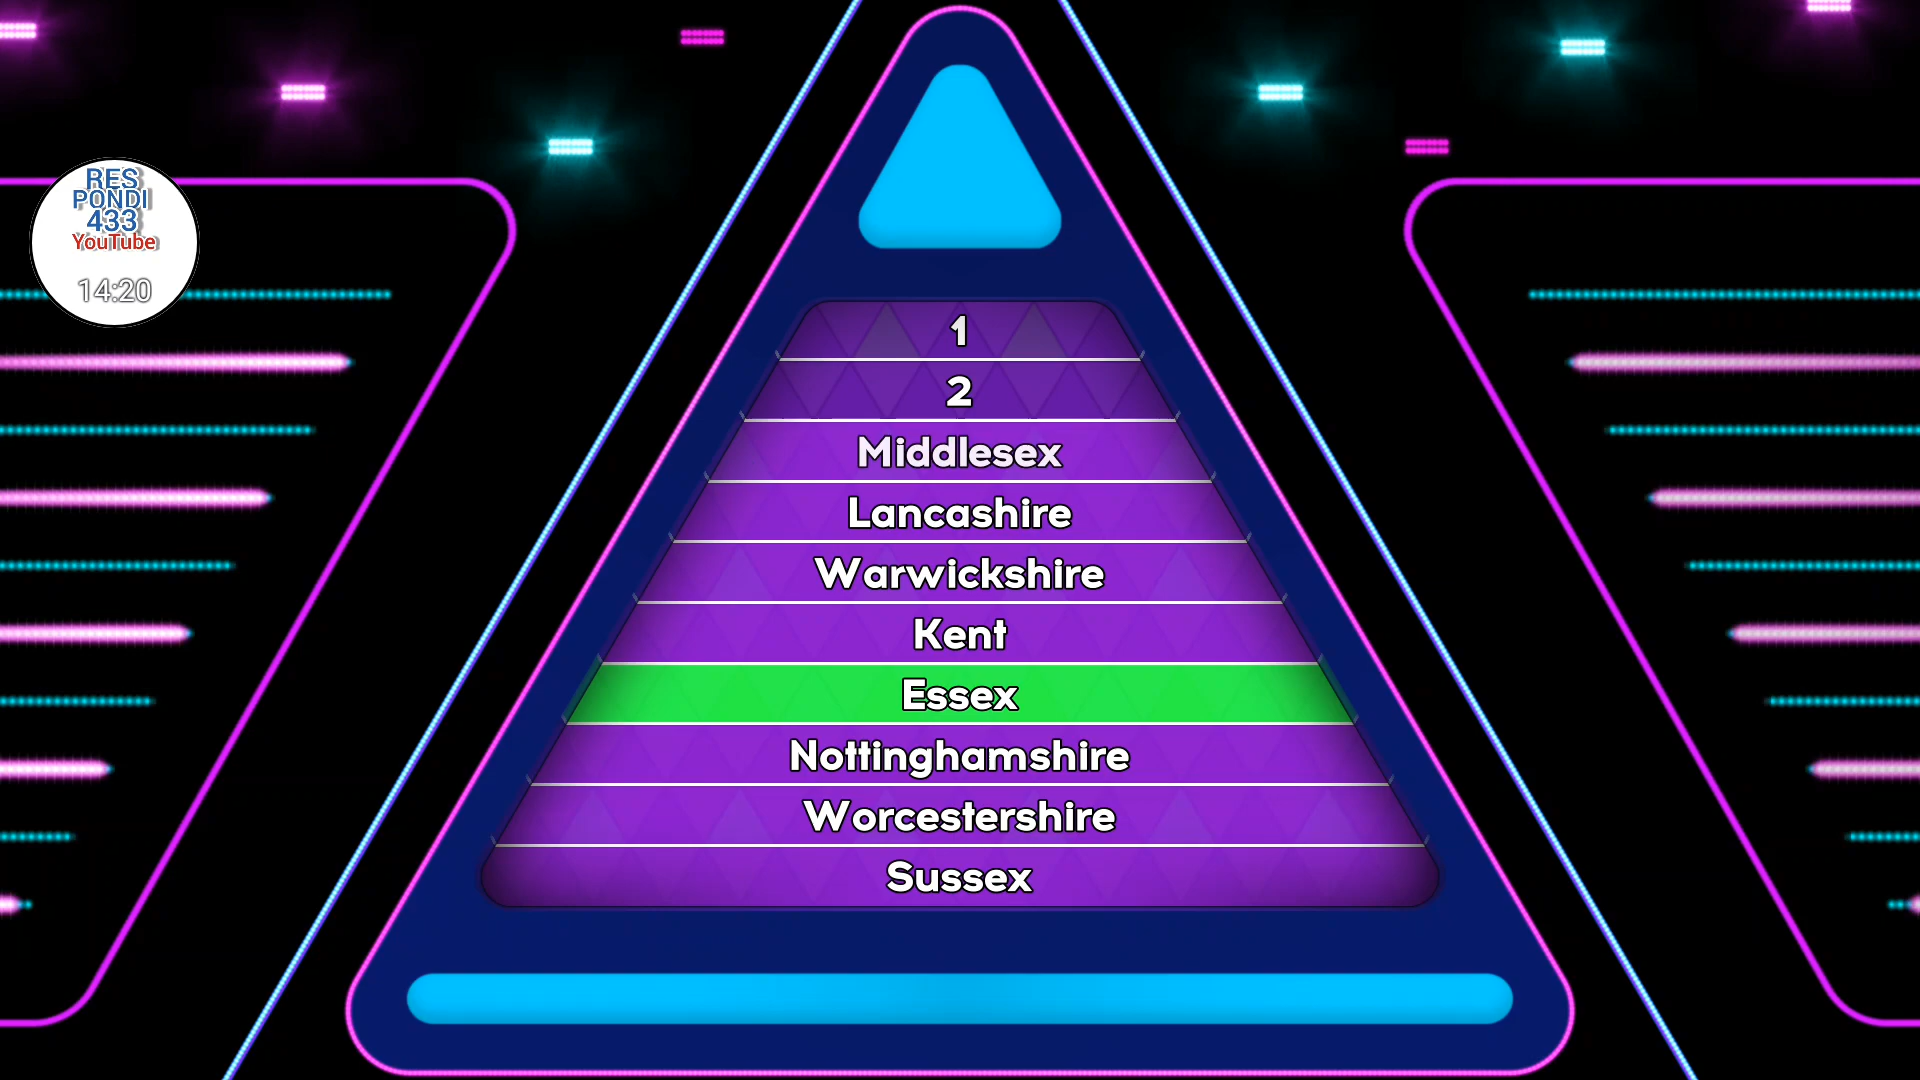 RES
PONDI
433
YouTube
14:20
1
2
Middlesex
Lancashire
Warwickshire
Kent
Essex
Nottinghamshire
Worcestershire
Sussex